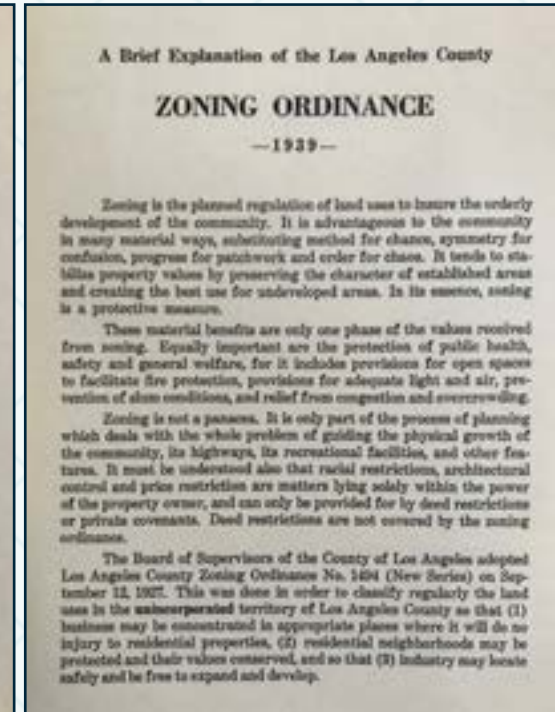 A Brief Explanation of the Los Angeles County
ZONING ORDINANCE
—1939—
Zoning is the planned regulation of land uses to insure the orderly
development of the community. It is advantageous to the community
in many material ways, substituting method for chance, symmetry for
confusion, progress for patchwork and order for chaos. It tends to sta-
bilize property values by preserving the character of established areas
and creating the best use for undeveloped areas. In its essence, zoning
is a protective measure.
These material benefits are only one phase of the values received
from zoning. Equally important are the protection of public health,
safety and general welfare, for it includes provisions for open spaces
to facilitate fire protection, provisions for adequate light and air, pre-
vention of slum conditions, and relief from congestion and overcrowding.
Zoning is not a panacea. It is only part of the process of planning
which deals with the whole problem of guiding the physical growth of
the community, its highways, its recreational facilities, and other fea-
tures. It must be understood also that racial restrictions, architectural
control and price restriction are matters lying solely within the power
of the property owner, and can only be provided for by deed restrictions
or private covenants. Deed restrictions are not covered by the zoning
ordinance.
The Board of Supervisors of the County of Los Angeles adopted
Los Angeles County Zoning Ordinance No. 1494 (New Series) on Sep-
tember 12, 1927. This was done in order to classify regularly the land
uses in the unincorporated territory of Los Angeles County so that (1)
business may be concentrated in appropriate places where it will do no
injury to residential properties, (2) residential neighborhoods may be
protected and their values conserved, and so that (3) industry may locate
safely and be free to expand and develop.